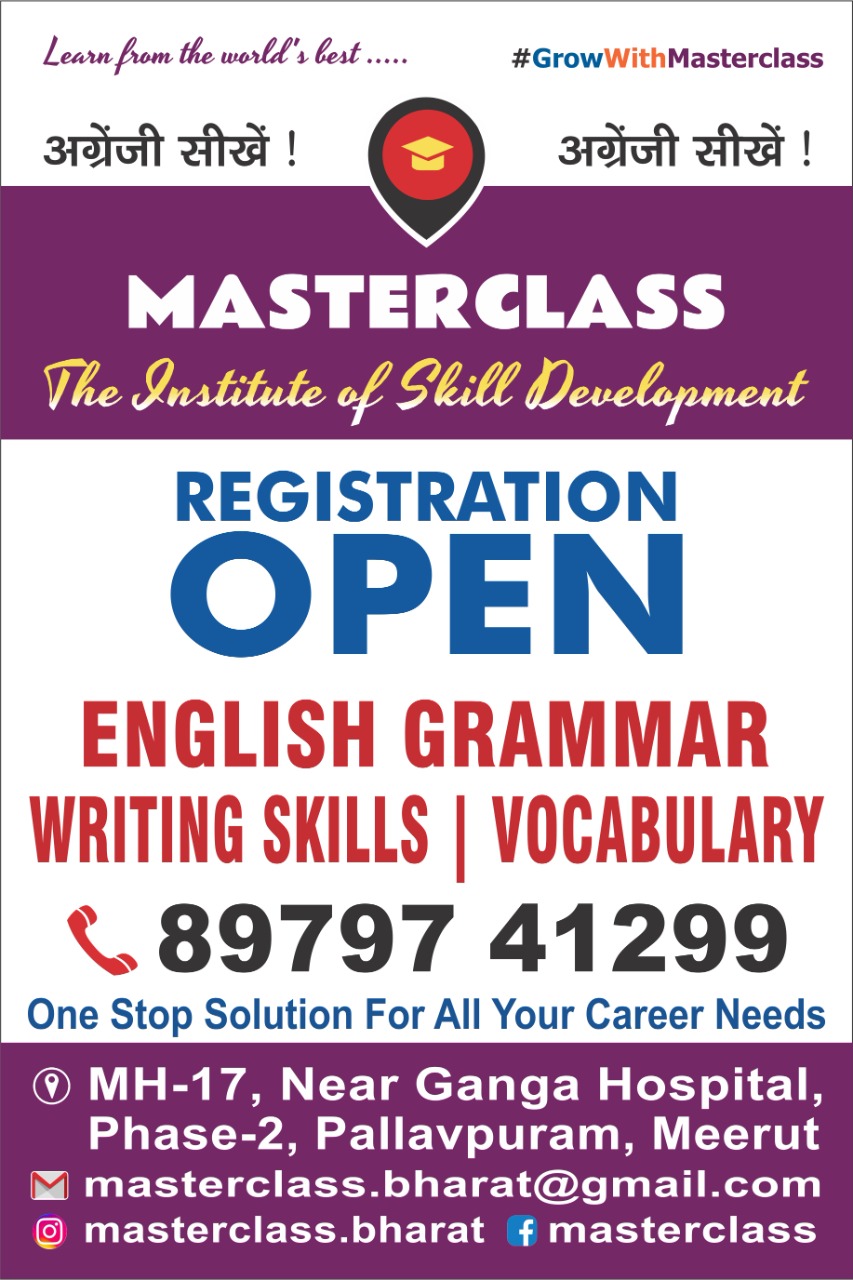 Learn from the world's best .....
#GrowWithMasterclass
अग्रेंजी सीखें !
अग्रेंजी सीखें !
MASTERCLASS
The Institute of Skill Development
REGISTRATION
OPEN
ENGLISH GRAMMAR
WRITING SKILLS | VOCABULARY
89797 41299
One Stop Solution For All Your Career Needs
MH-17, Near Ganga Hospital,
Phase-2, Pallavpuram, Meerut
masterclass.bharat@gmail.com
masterclass.bharat masterclass